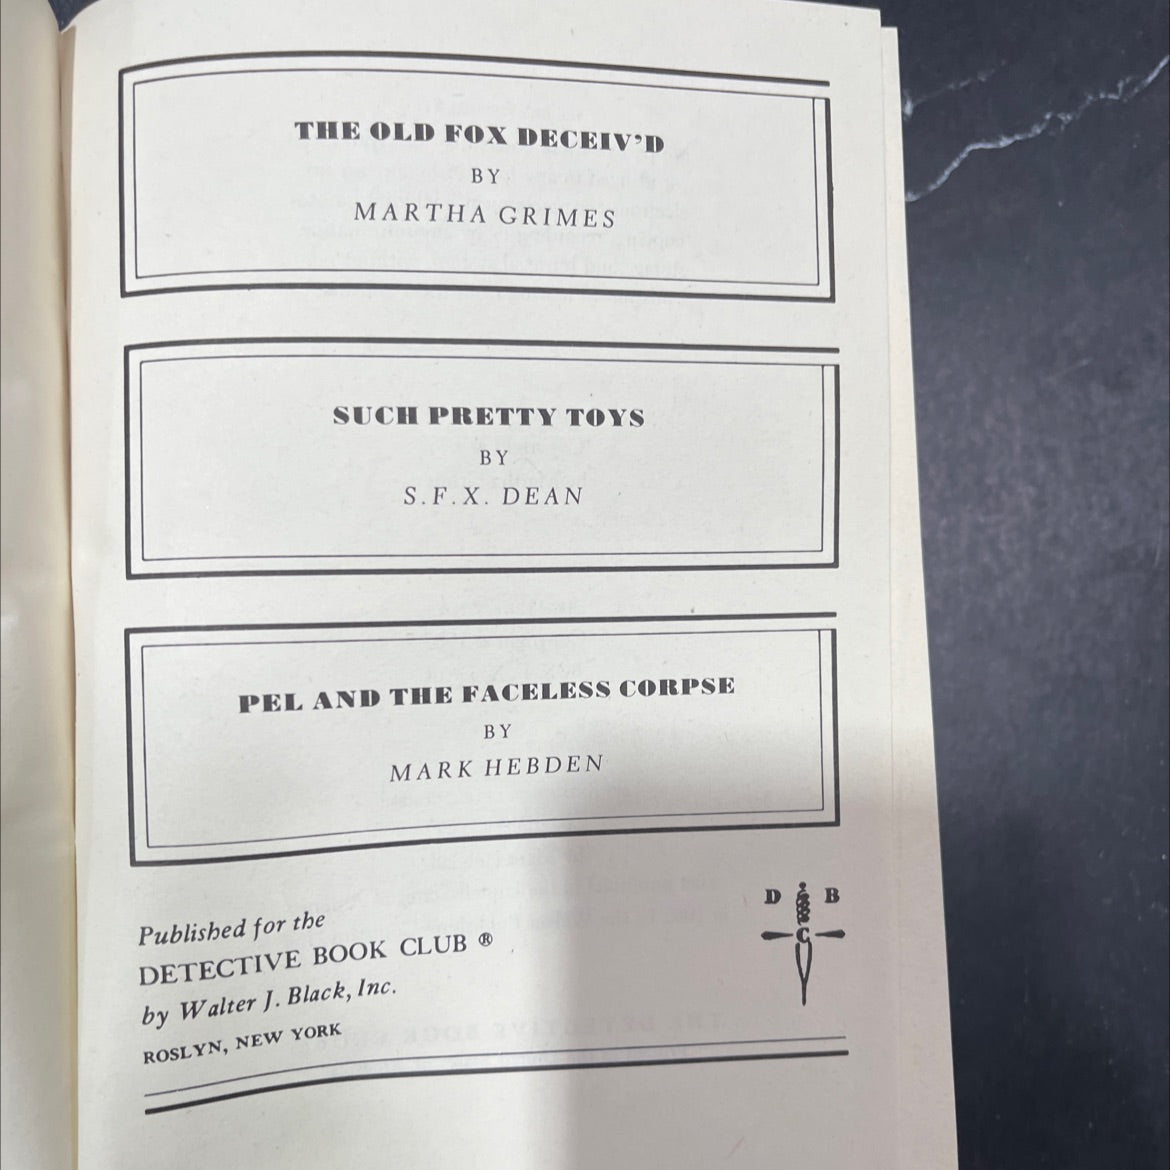 THE OLD FOX DECEIV'D
BY
MARTHA GRIMES
SUCH PRETTY TOYS
BY
S.F.X. DEAN
PEL AND THE FACELESS CORPSE
BY
MARK HEBDEN
Published for the
DETECTIVE BOOK CLUB ®
by Walter J. Black, Inc.
ROSLYN, NEW YORK
D B
C